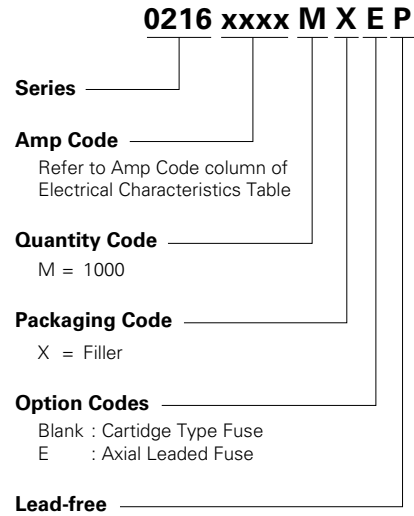 0216 xxxx M X E P
Series
Amp Code
Refer to Amp Code column of
Electrical Characteristics Table
Quantity Code
M = 1000
Packaging Code
X = Filler
Option Codes
Blank : Cartidge Type Fuse
E : Axial Leaded Fuse
Lead-free